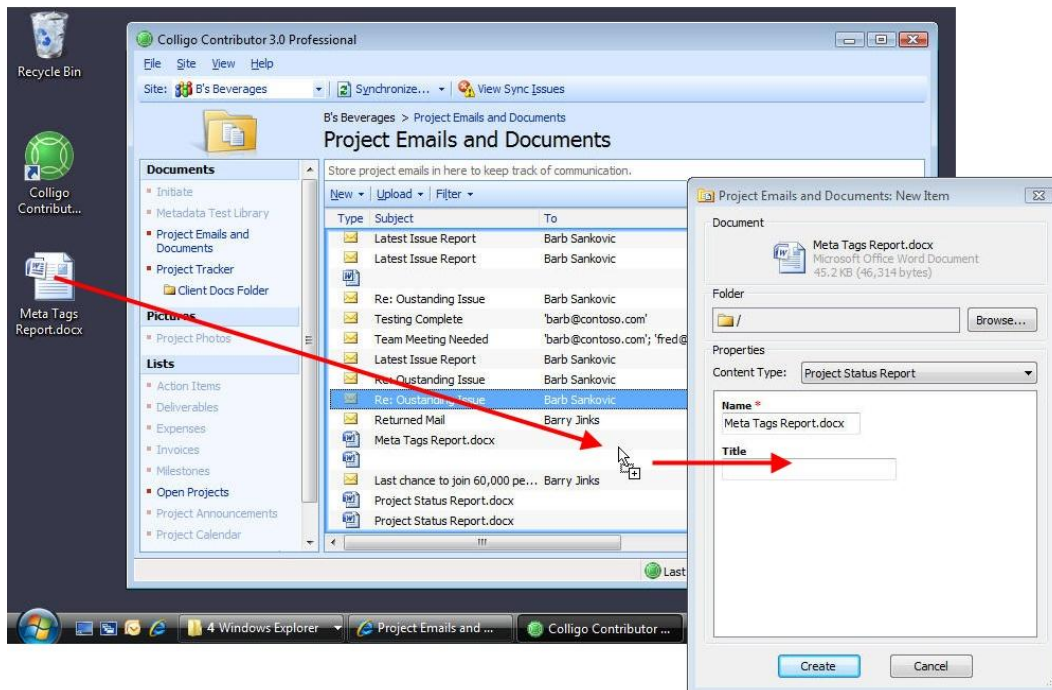 Recycle Bin
Colligo
Contribut...
Meta Tags
Report.docx
Colligo Contributor 3.0 Professional
File Site View Help
Site: B's Beverages Synchronize... View Sync Issues
B's Beverages > Project Emails and Documents
Project Emails and Documents
Documents
Initiate
Metadata Test Library
Project Emails and
Documents
Project Tracker
Client Docs Folder
Pictures
Project Photos
Lists
Action Items
Deliverables
Expenses
Invoices
Milestones
Open Projects
Project Announcements
Project Calendar
Store project emails in here to keep track of communication.
New Upload Filter
Type Subject To
Latest Issue Report Barb Sankovic
Latest Issue Report Barb Sankovic
Re: Oustanding Issue Barb Sankovic
Testing Complete 'barb@contoso.com'
Team Meeting Needed 'barb@contoso.com'; 'fred@
Latest Issue Report Barb Sankovic
Re: Oustanding Issue Barb Sankovic
Re: Oustanding Issue Barb Sankovic
Returned Mail Barry Jinks
Meta Tags Report.docx
Last chance to join 60,000 pe... Barry Jinks
Project Status Report.docx
Project Status Report.docx
Last
Project Emails and Documents: New Item
Document
Meta Tags Report.docx
Microsoft Office Word Document
45.2 KB (46,314 bytes)
Folder
/ Browse...
Properties
Content Type: Project Status Report
Name *
Meta Tags Report.docx
Title
Create Cancel
4 Windows Explorer Project Emails and ... Colligo Contributor ...